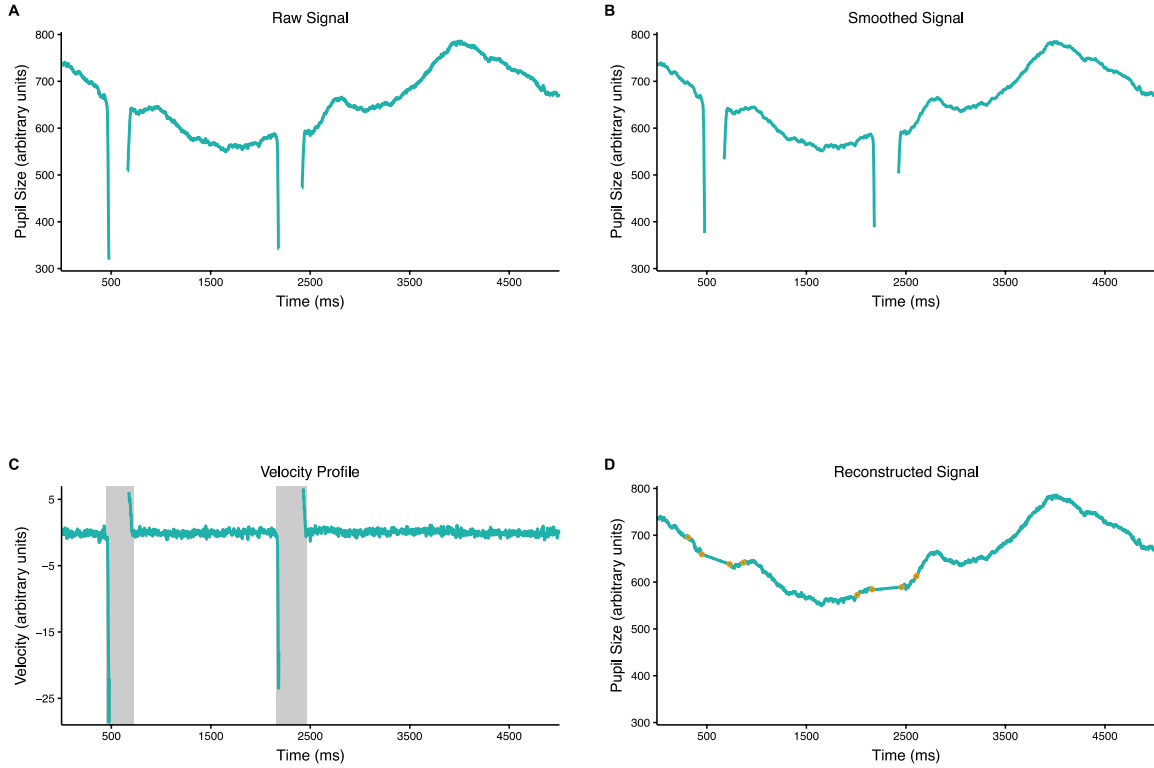 A
Raw Signal
800
700
600
500
400
300
Pupil Size (arbitrary units)
500 1500 2500 3500 4500
Time (ms)
B
Smoothed Signal
800
700
600
500
400
300
Pupil Size (arbitrary units)
500 1500 2500 3500 4500
Time (ms)
C
Velocity Profile
5
−5
−15
−25
Velocity (arbitrary units)
500 1500 2500 3500 4500
Time (ms)
D
Reconstructed Signal
800
700
600
500
400
300
Pupil Size (arbitrary units)
500 1500 2500 3500 4500
Time (ms)